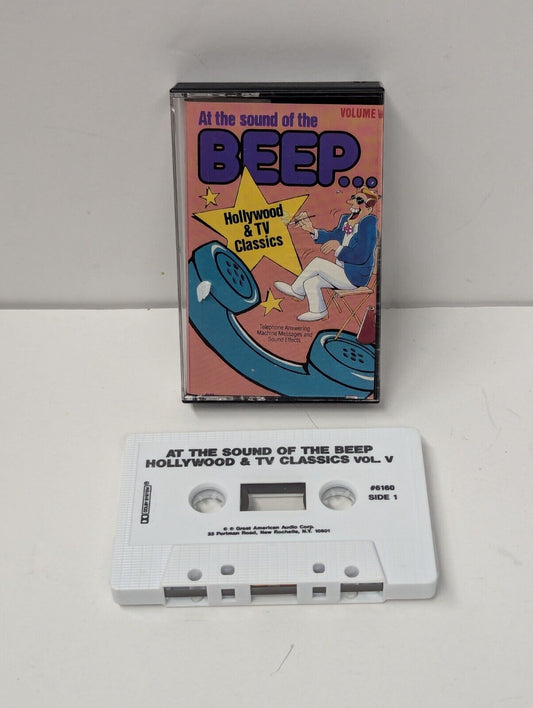 At the sound of the
VOLUME V
BEEP...
Hollywood
& TV
Classics
Telephone Answering
Machine Messages and
Sound Effects
AT THE SOUND OF THE BEEP
HOLLYWOOD & TV CLASSICS VOL. V
#6160
SIDE 1
DOLBY SYSTEM
℗ © Great American Audio Corp.
33 Portman Road, New Rochelle, N.Y. 10801